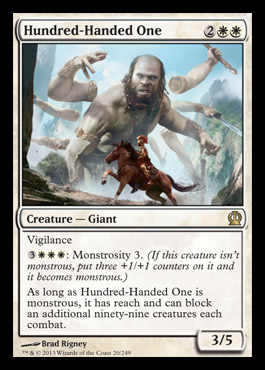 Hundred-Handed One 2
Creature — Giant
Vigilance
3: Monstrosity 3. (If this creature isn't
monstrous, put three +1/+1 counters on it and
it becomes monstrous.)
As long as Hundred-Handed One is
monstrous, it has reach and can block
an additional ninety-nine creatures each
combat.
3/5
Brad Rigney
™ & © 2013 Wizards of the Coast 20/249